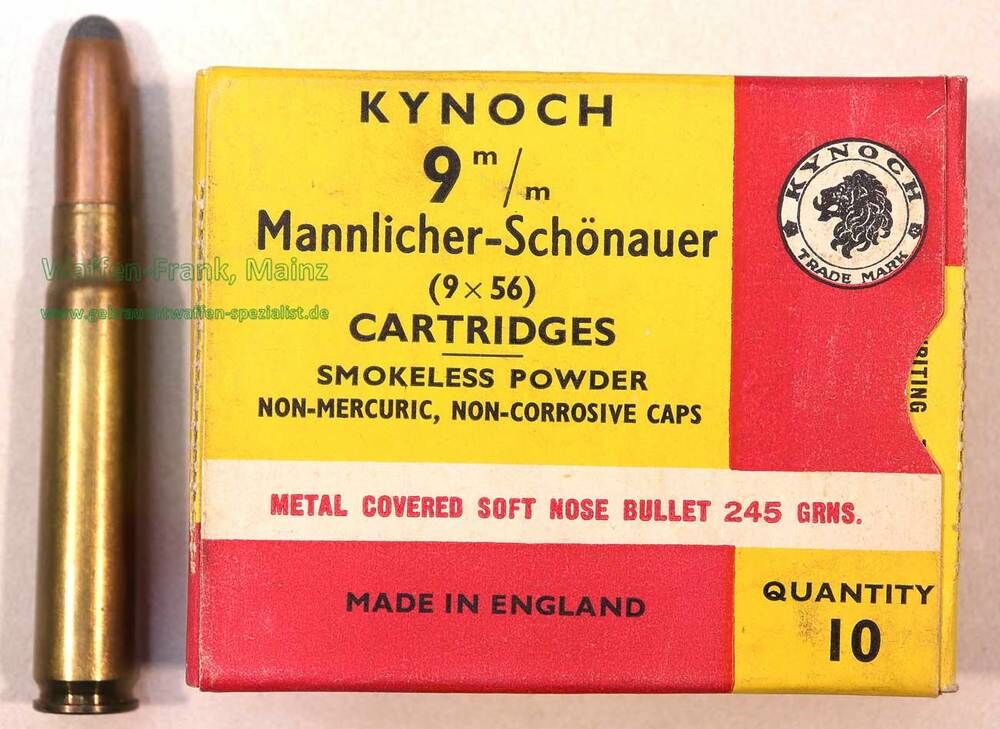 KYNOCH
9 m/m
Mannlicher-Schönauer
(9 × 56)
CARTRIDGES
SMOKELESS POWDER
NON-MERCURIC, NON-CORROSIVE CAPS
METAL COVERED SOFT NOSE BULLET 245 GRNS.
MADE IN ENGLAND
QUANTITY
10
KYNOCH
TRADE MARK
Waffen-Frank, Mainz
www.gebrauchtwaffen-spezialist.de